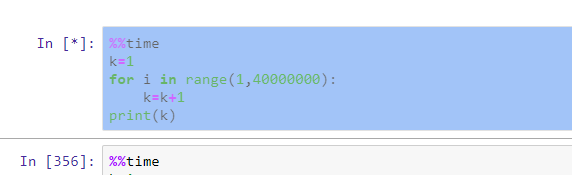 In [*]: %%time
k=1
for i in range(1,40000000):
    k=k+1
print(k)
In [356]: %%time